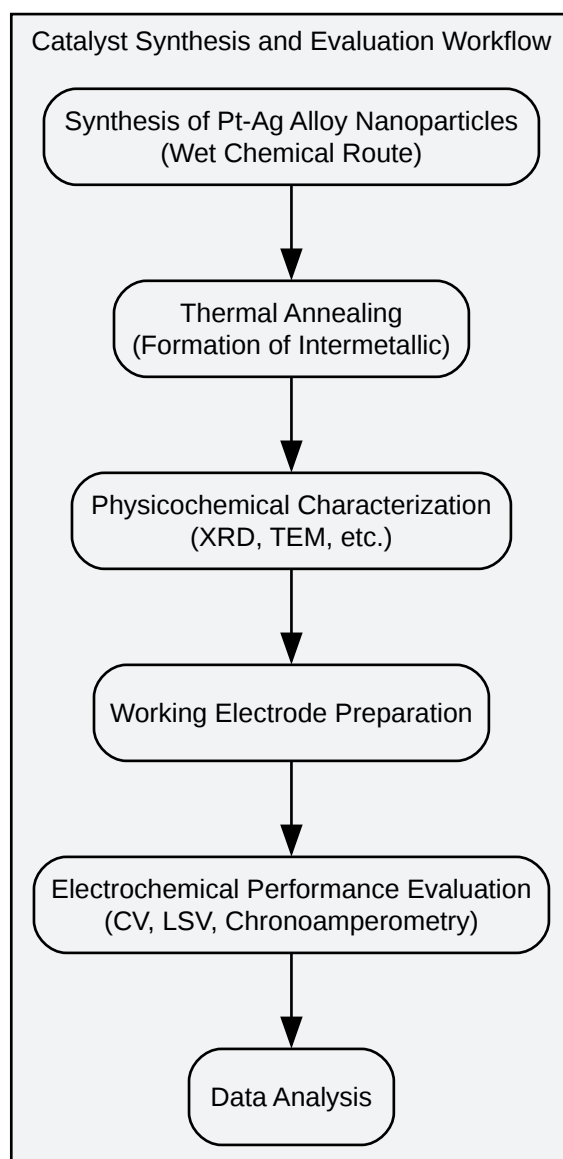 Catalyst Synthesis and Evaluation Workflow
Synthesis of Pt-Ag Alloy Nanoparticles
(Wet Chemical Route)
Thermal Annealing
(Formation of Intermetallic)
Physicochemical Characterization
(XRD, TEM, etc.)
Working Electrode Preparation
Electrochemical Performance Evaluation
(CV, LSV, Chronoamperometry)
Data Analysis